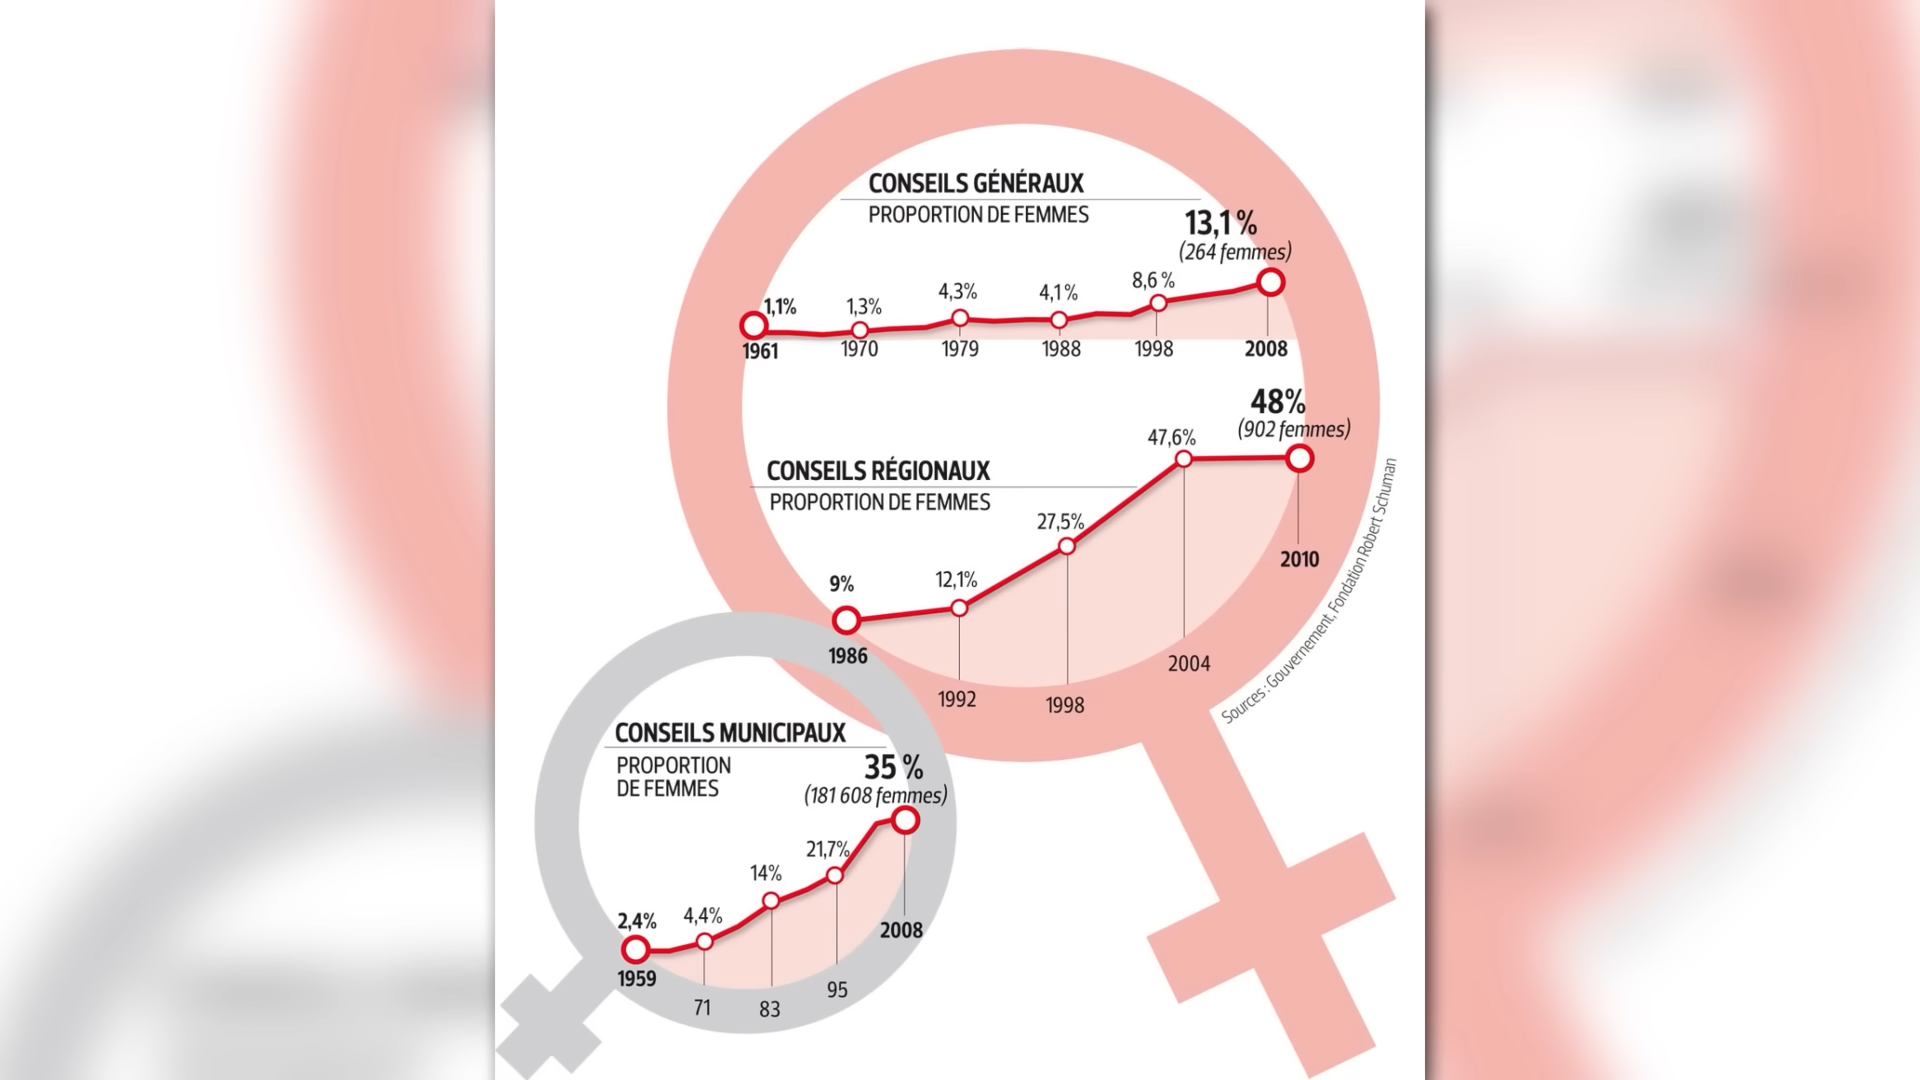 CONSEILS GÉNÉRAUX
PROPORTION DE FEMMES
13,1 %
(264 femmes)
1,1%
1,3%
4,3%
4,1%
8,6 %
1961
1970
1979
1988
1998
2008
CONSEILS RÉGIONAUX
PROPORTION DE FEMMES
48%
(902 femmes)
47,6%
27,5%
12,1%
9%
1986
1992
1998
2004
2010
Sources : Gouvernement, Fondation Robert Schuman
CONSEILS MUNICIPAUX
PROPORTION
DE FEMMES
35 %
(181 608 femmes)
21,7%
14%
4,4%
2,4%
1959
71
83
95
2008